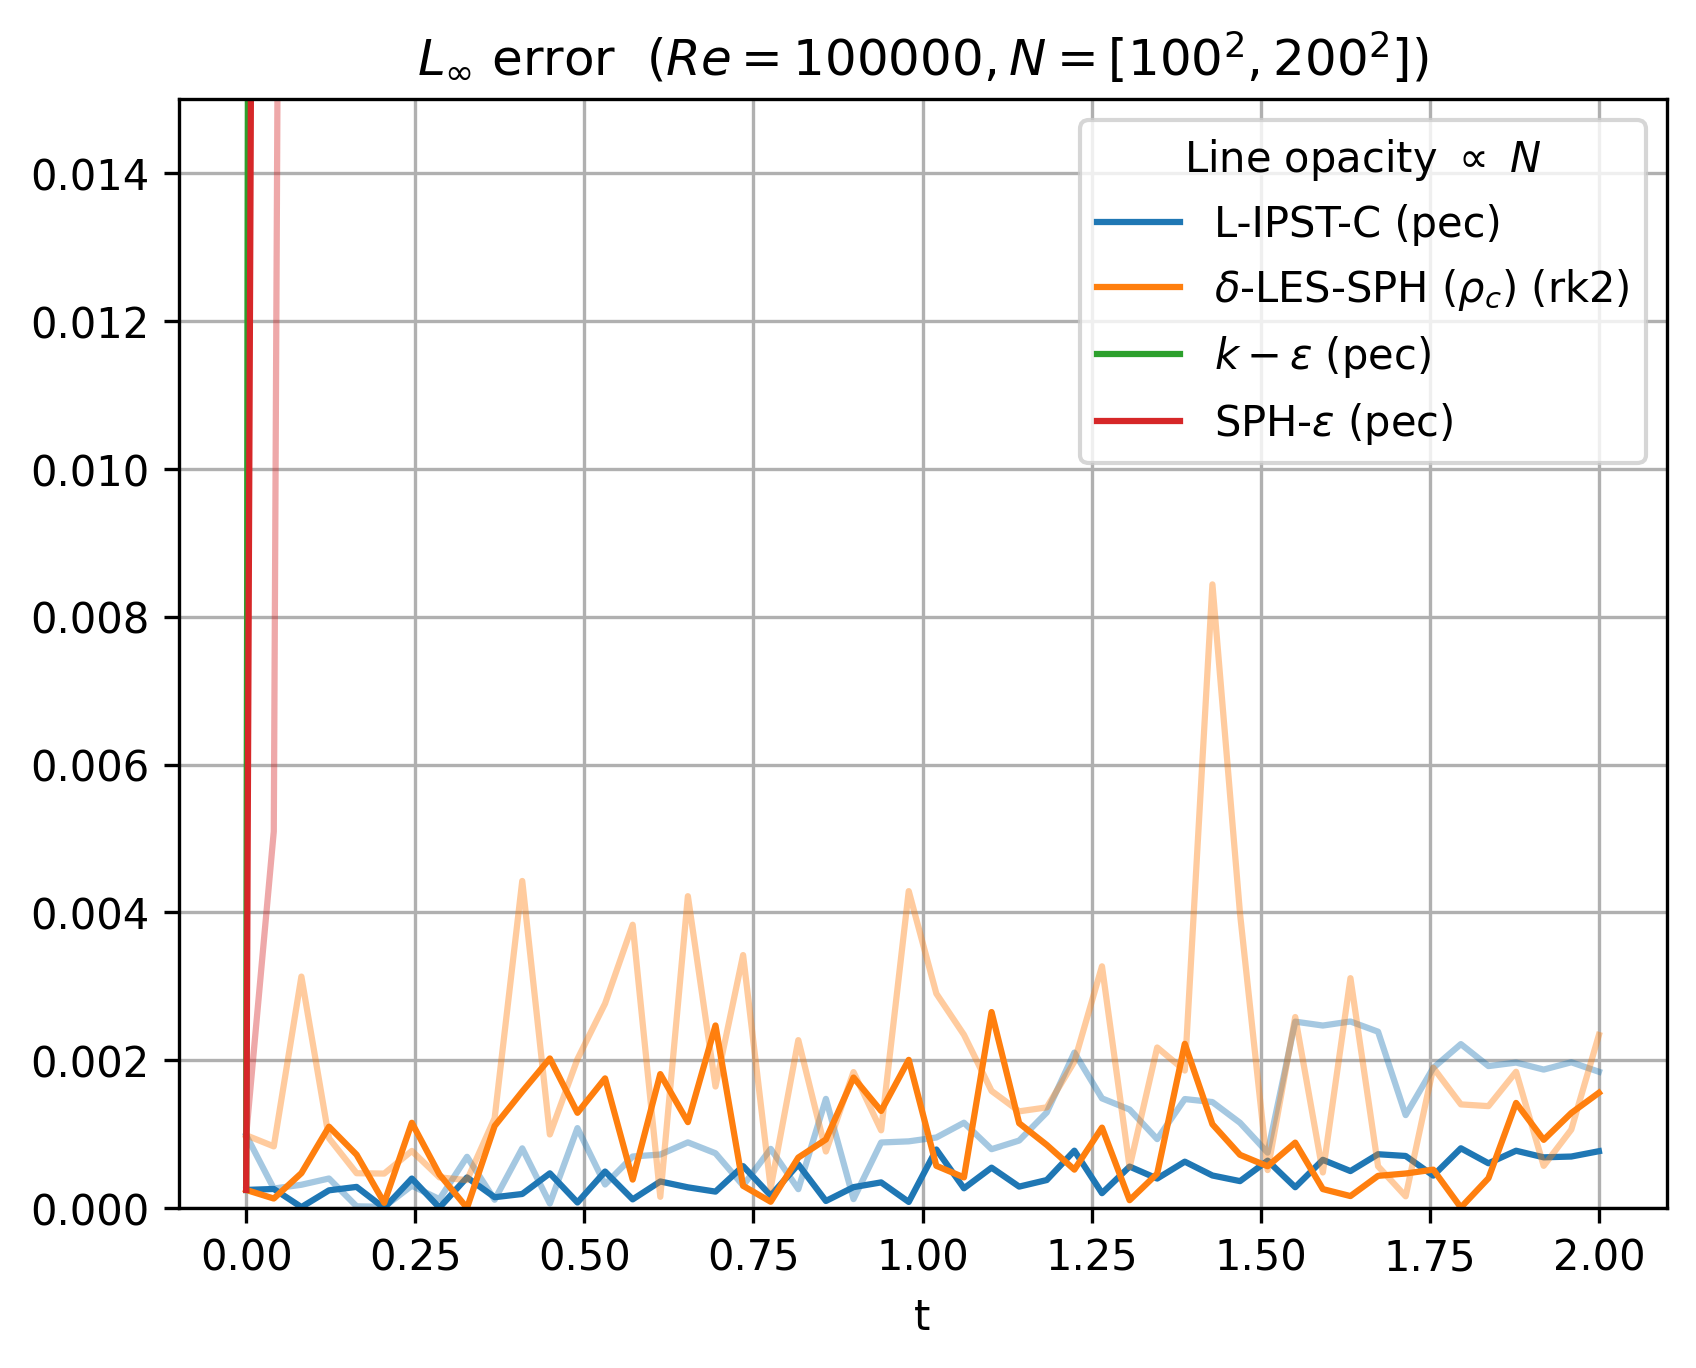 L∞ error (Re = 100000, N = [100², 200²])
0.014
0.012
0.010
0.008
0.006
0.004
0.002
0.000
Line opacity ∝ N
L-IPST-C (pec)
δ-LES-SPH (ρc) (rk2)
k − ε (pec)
SPH-ε (pec)
0.00 0.25 0.50 0.75 1.00 1.25 1.50 1.75 2.00
t